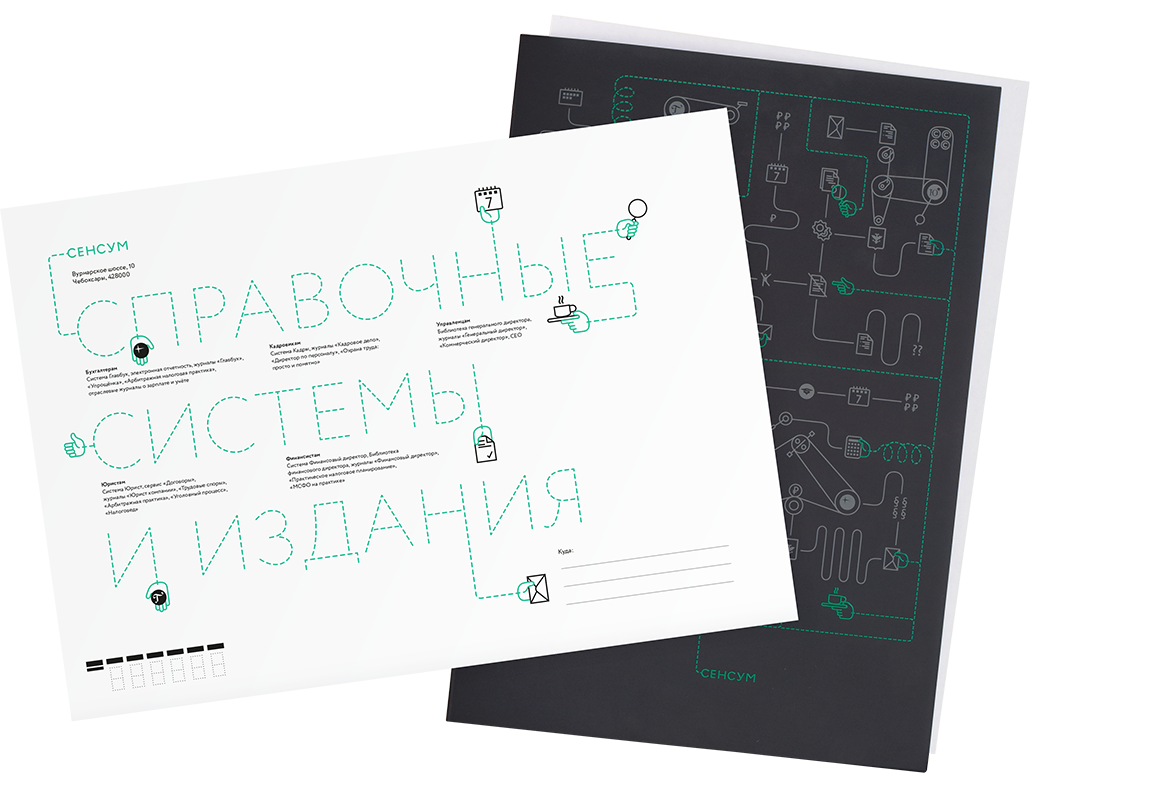 СЕНСУМ
Вурнарское шоссе, 10
Чебоксары, 428000
СПРАВОЧНЫЕ
Бухгалтерам
Система Главбух, электронная отчетность, журналы «Главбух»,
«Упрощёнка», «Арбитражная налоговая практика»,
отраслевые журналы о зарплате и учёте
Кадровикам
Система Кадры, журналы «Кадровое дело»,
«Директор по персоналу», «Охрана труда:
просто и понятно»
Управленцам
Библиотека генерального директора,
журналы «Генеральный директор»,
«Коммерческий директор», CEO
СИСТЕМЫ
Юристам
Система Юрист, сервис «Договоры»,
журналы «Юрист компании», «Трудовые споры»,
«Арбитражная практика», «Уголовный процесс»,
«Налоговед»
Финансистам
Система Финансовый директор, Библиотека
финансового директора, журналы «Финансовый директор»,
«Практическое налоговое планирование»,
«МСФО на практике»
И ИЗДАНИЯ
Куда:
7
7
7
₽ ₽
₽ ₽
₽
Ж
??
₽ ₽
₽ ₽
%
₽
§ §
§ §
СЕНСУМ